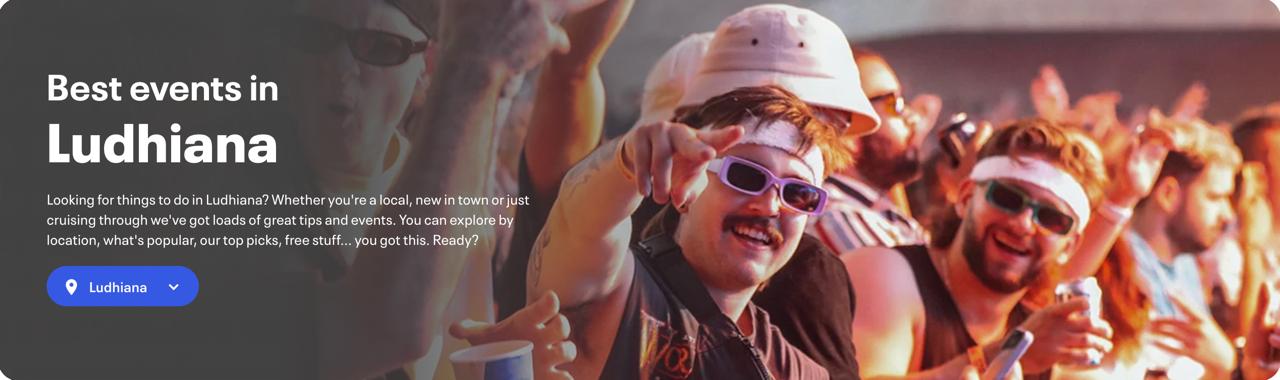 Best events in
Ludhiana
Looking for things to do in Ludhiana? Whether you're a local, new in town or just
cruising through we've got loads of great tips and events. You can explore by
location, what's popular, our top picks, free stuff... you got this. Ready?
Ludhiana